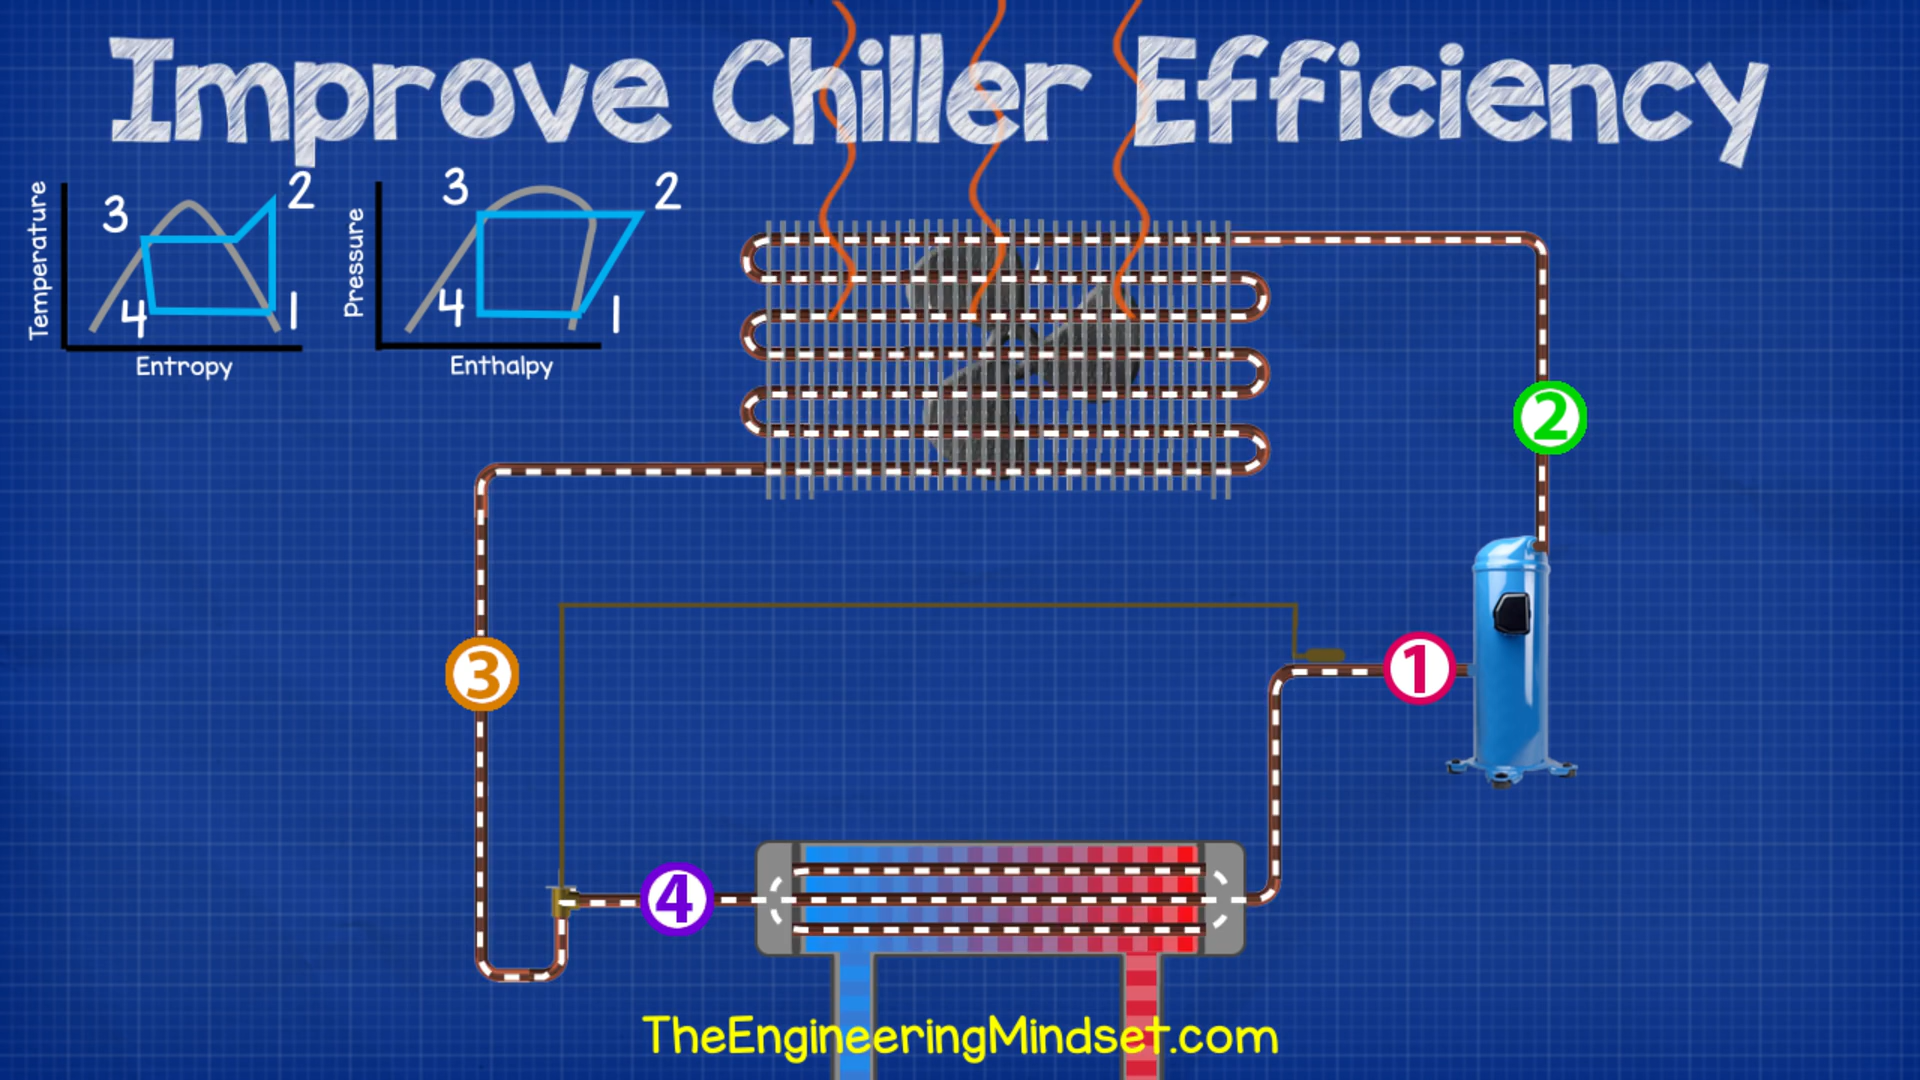 Improve Chiller Efficiency
Temperature
3
2
4
1
Entropy
Pressure
3
2
4
1
Enthalpy
2
3
1
4
TheEngineeringMindset.com